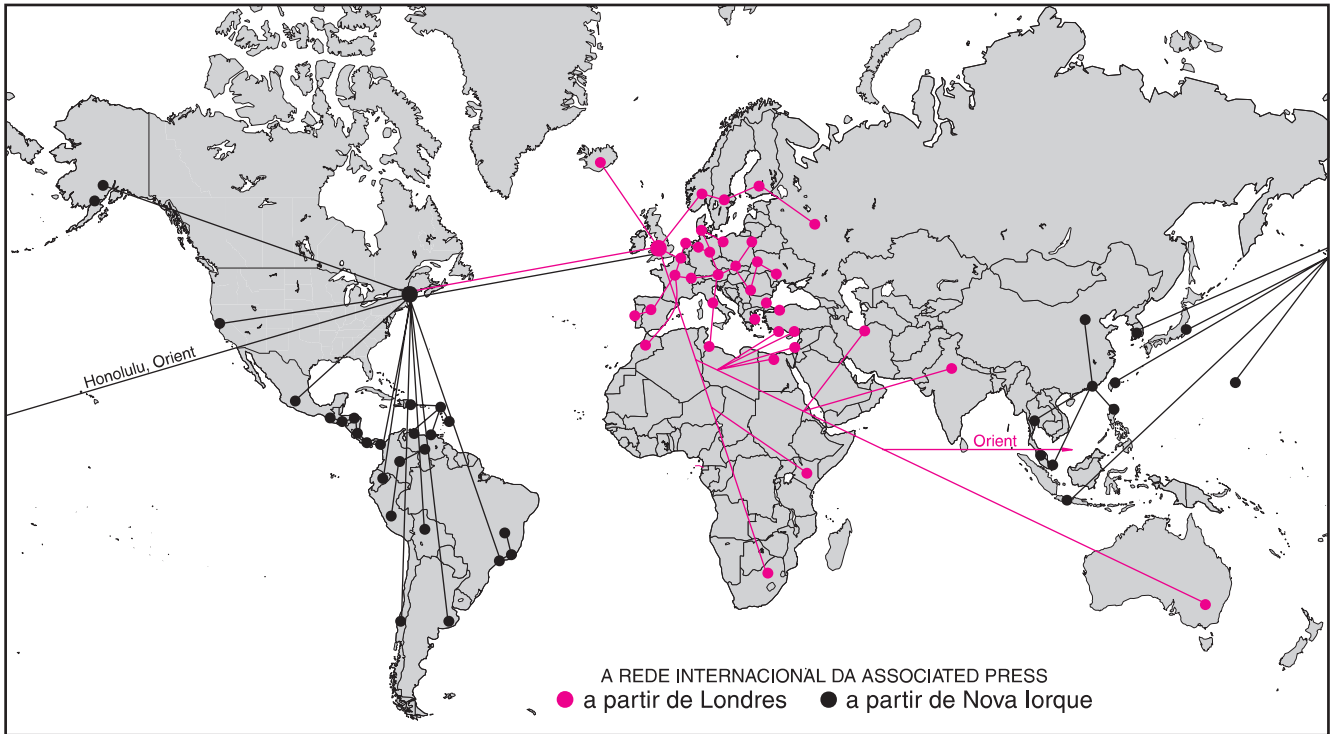 Honolulu, Orient
Orient
A REDE INTERNACIONAL DA ASSOCIATED PRESS
a partir de Londres
a partir de Nova Iorque